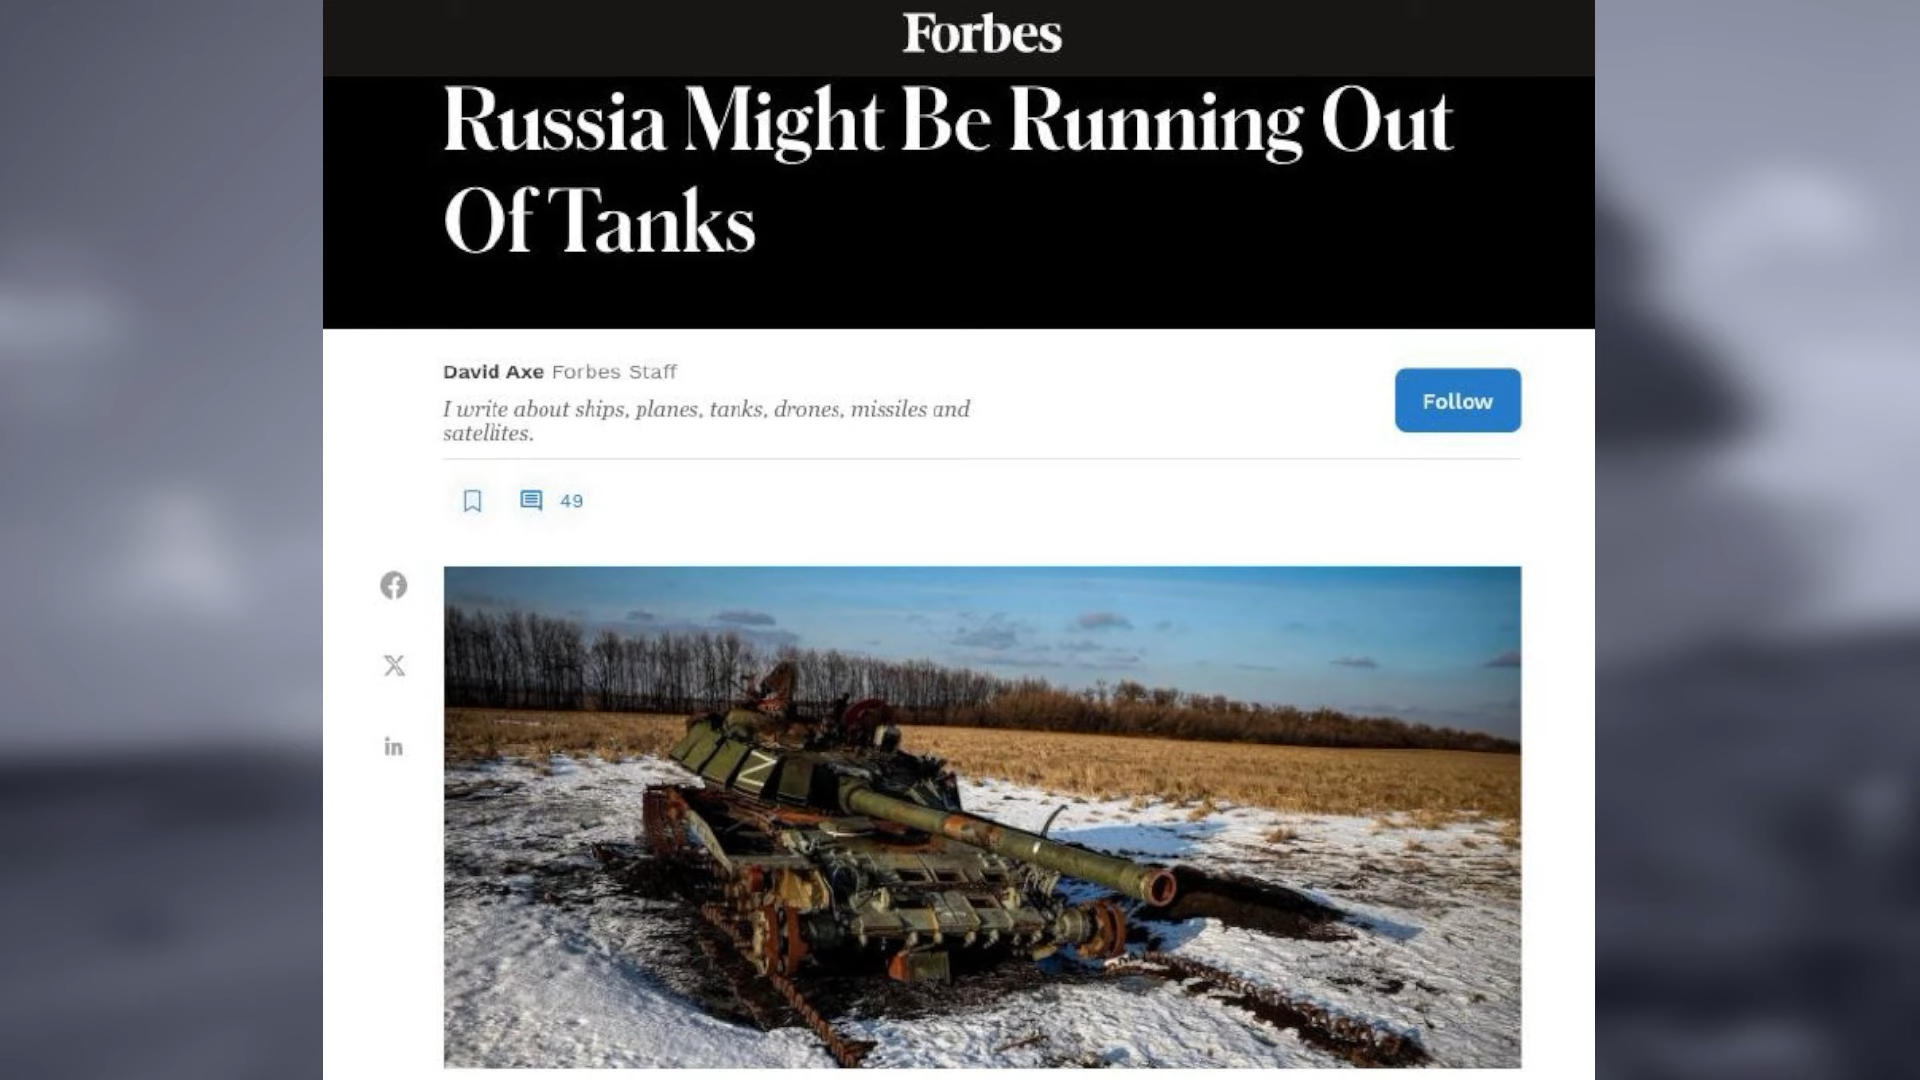 Forbes
Russia Might Be Running Out
Of Tanks
David Axe Forbes Staff
I write about ships, planes, tanks, drones, missiles and
satellites.
Follow
49
Z